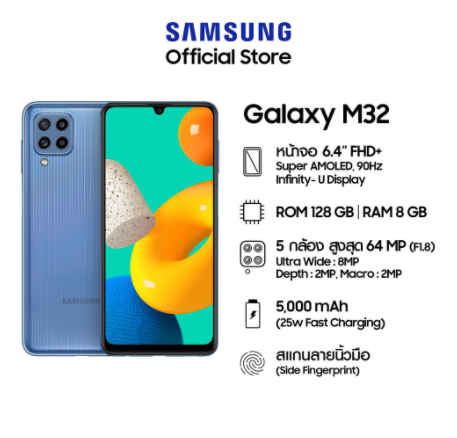 SAMSUNG
Official Store
Galaxy M32
หน้าจอ 6.4” FHD+
Super AMOLED, 90Hz
Infinity- U Display
ROM 128 GB | RAM 8 GB
5 กล้อง สูงสุด 64 MP (F1.8)
Ultra Wide : 8MP
Depth : 2MP, Macro : 2MP
5,000 mAh
(25w Fast Charging)
สแกนลายนิ้วมือ
(Side Fingerprint)
SAMSUNG